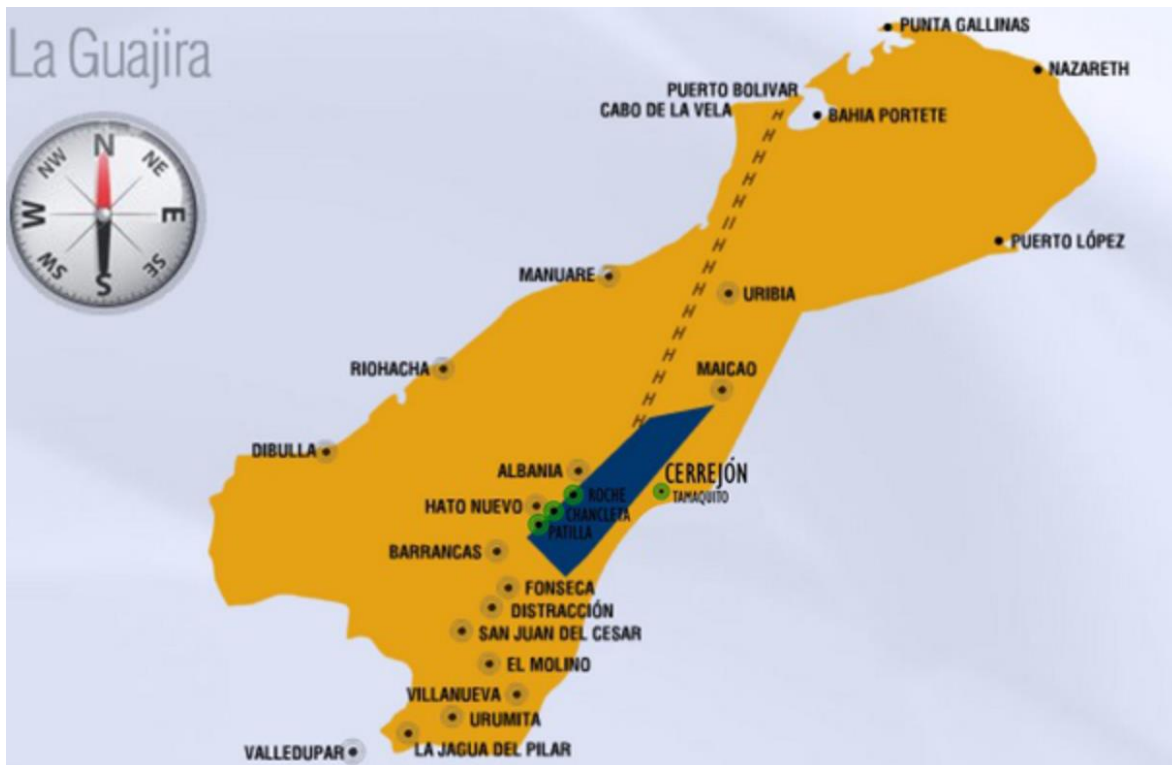 La Guajira
N
NE
E
SE
S
SW
W
NW
PUNTA GALLINAS
NAZARETH
PUERTO BOLIVAR
CABO DE LA VELA
BAHIA PORTETE
PUERTO LÓPEZ
MANUARE
URIBIA
RIOHACHA
MAICAO
DIBULLA
ALBANIA
CERREJÓN
ROCHE
TAMAQUITO
HATO NUEVO
CHANCLETA
PATILLA
BARRANCAS
FONSECA
DISTRACCIÓN
SAN JUAN DEL CESAR
EL MOLINO
VILLANUEVA
URUMITA
LA JAGUA DEL PILAR
VALLEDUPAR